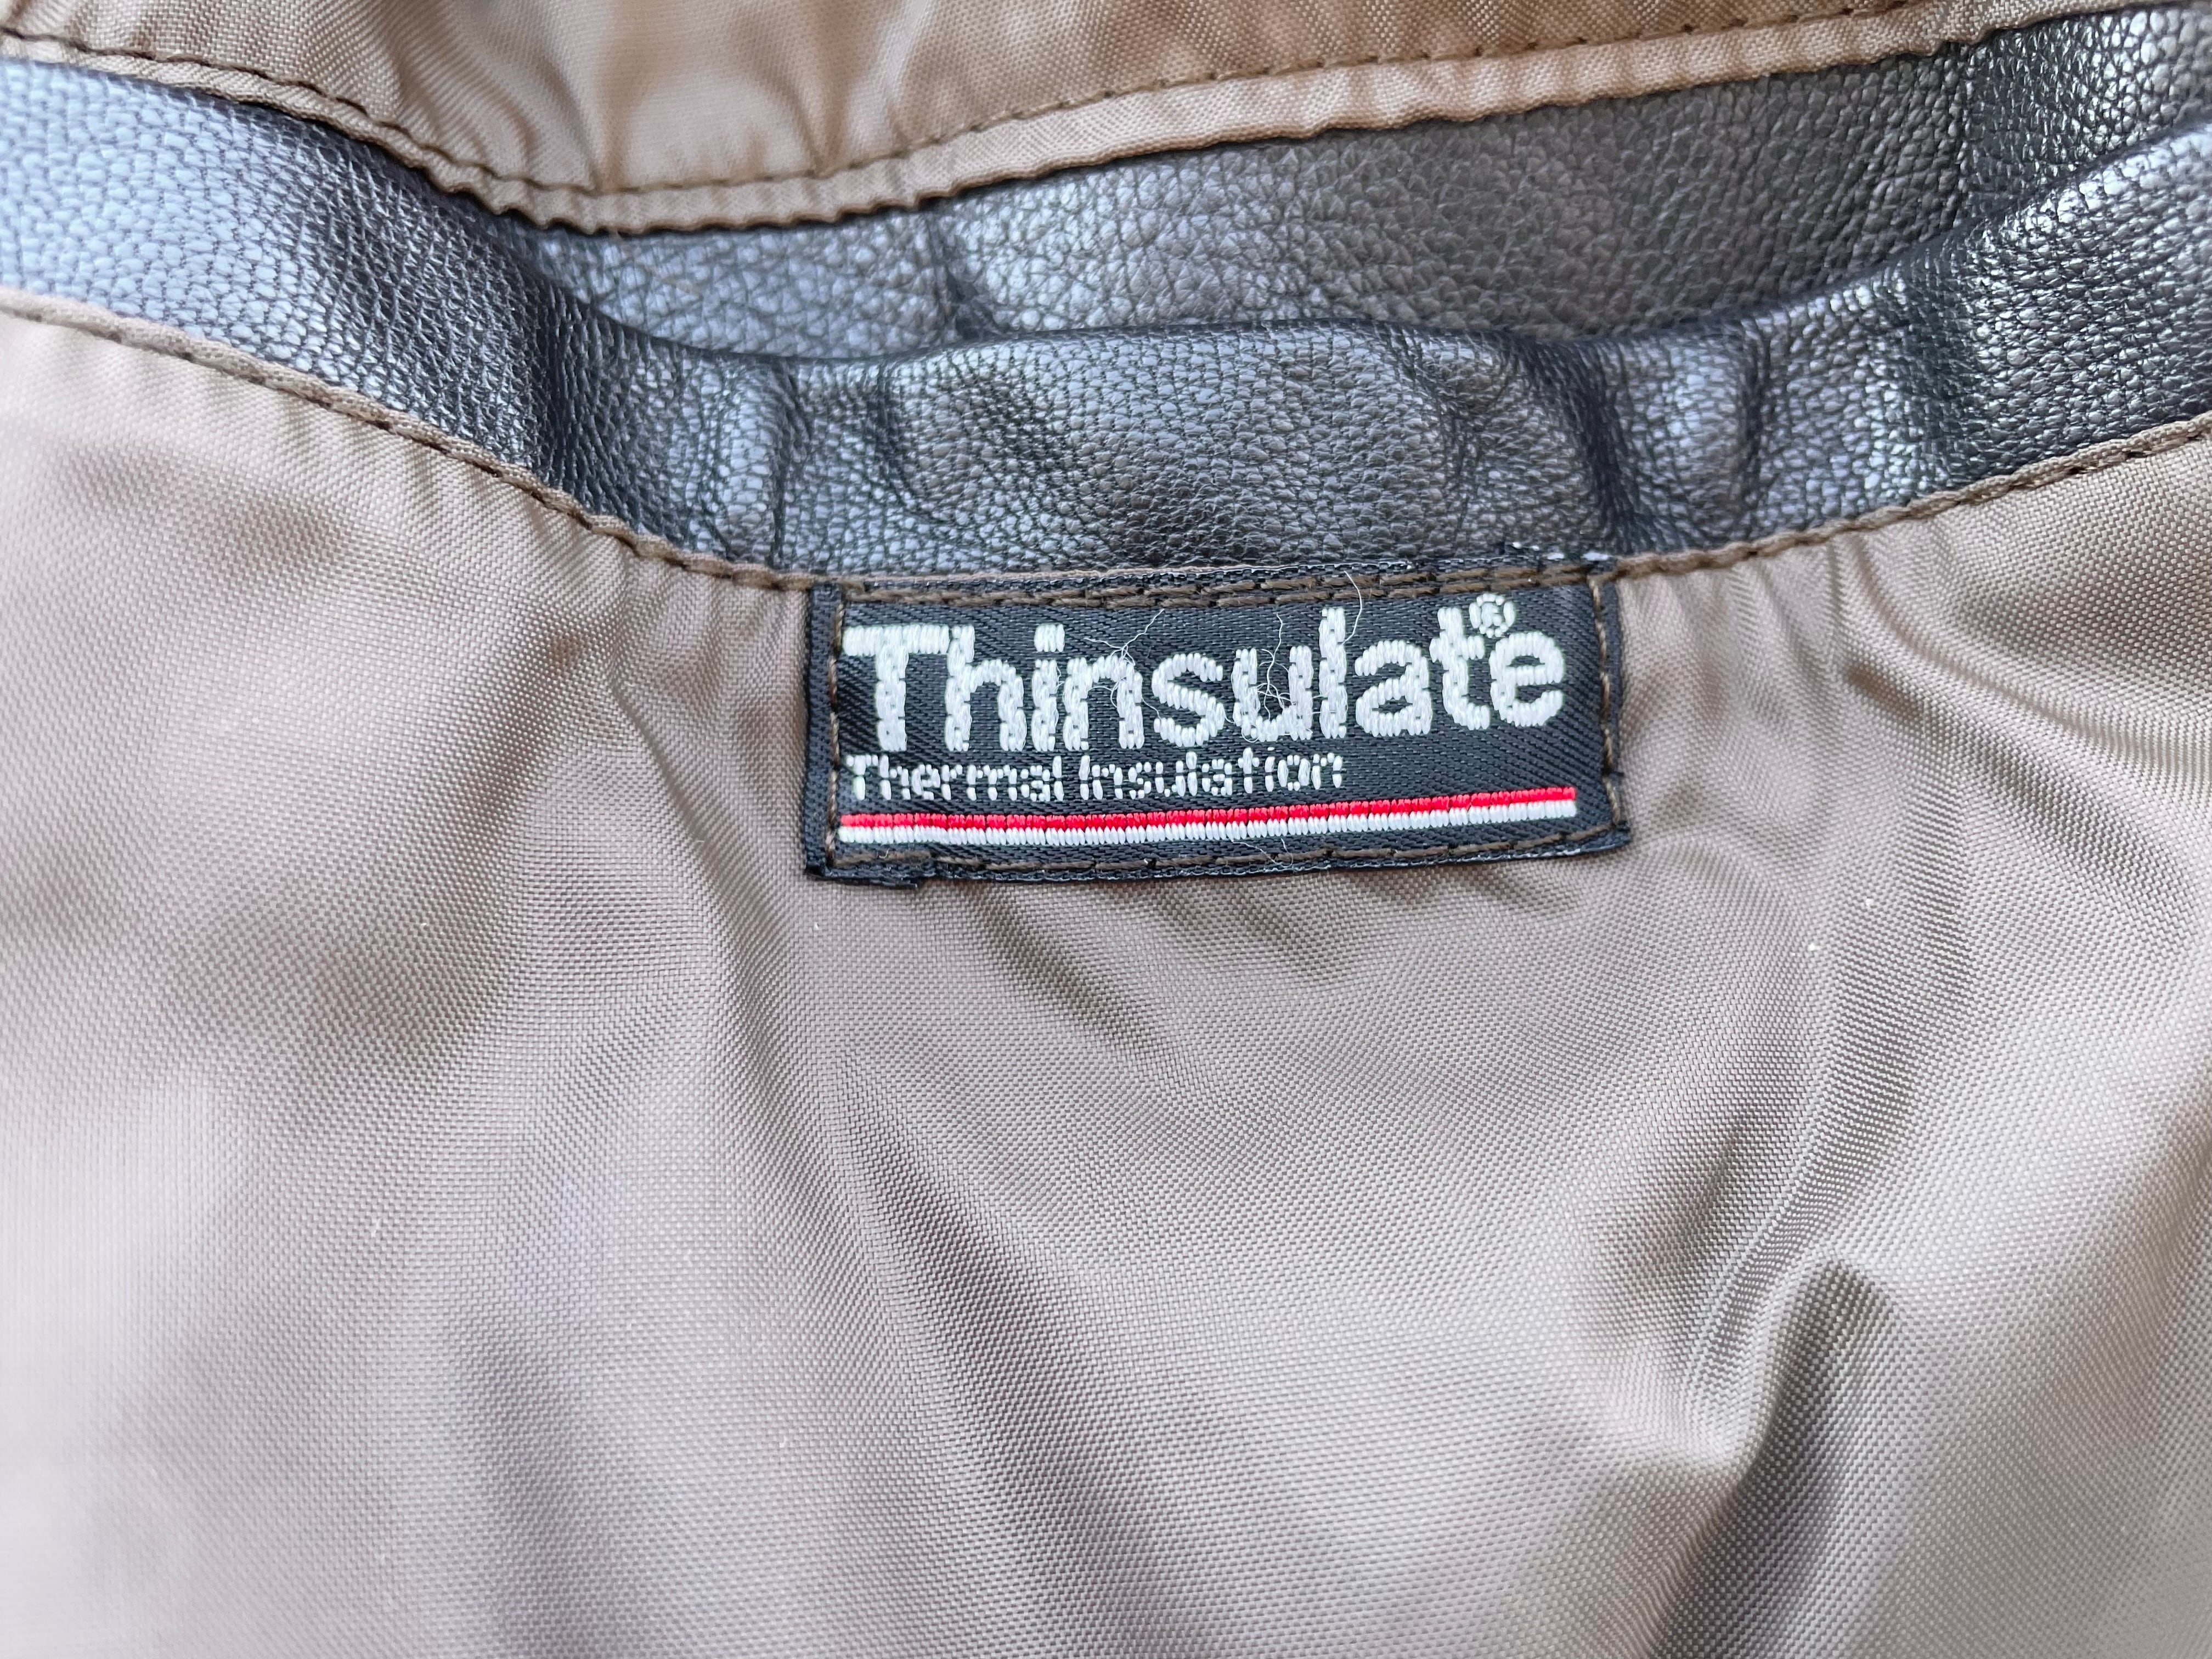 Thinsulate®
Thermal Insulation